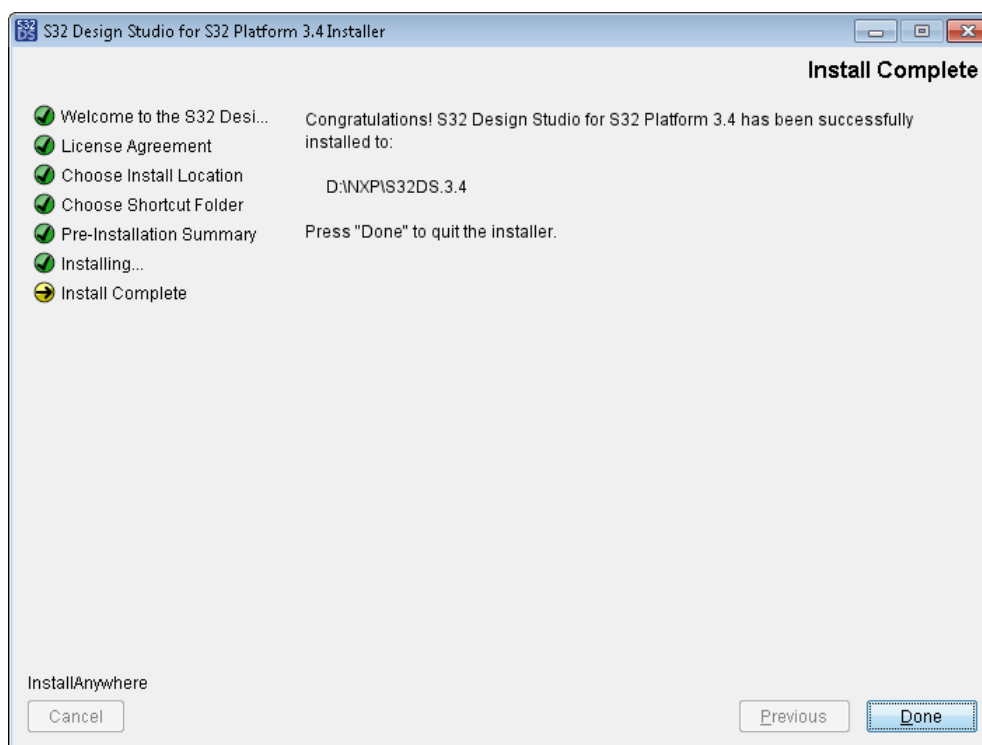 S32 DS S32 Design Studio for S32 Platform 3.4 Installer
Install Complete
Welcome to the S32 Desi...
License Agreement
Choose Install Location
Choose Shortcut Folder
Pre-Installation Summary
Installing...
Install Complete
Congratulations! S32 Design Studio for S32 Platform 3.4 has been successfully
installed to:
D:\NXP\S32DS.3.4
Press "Done" to quit the installer.
InstallAnywhere
Cancel
Previous
Done